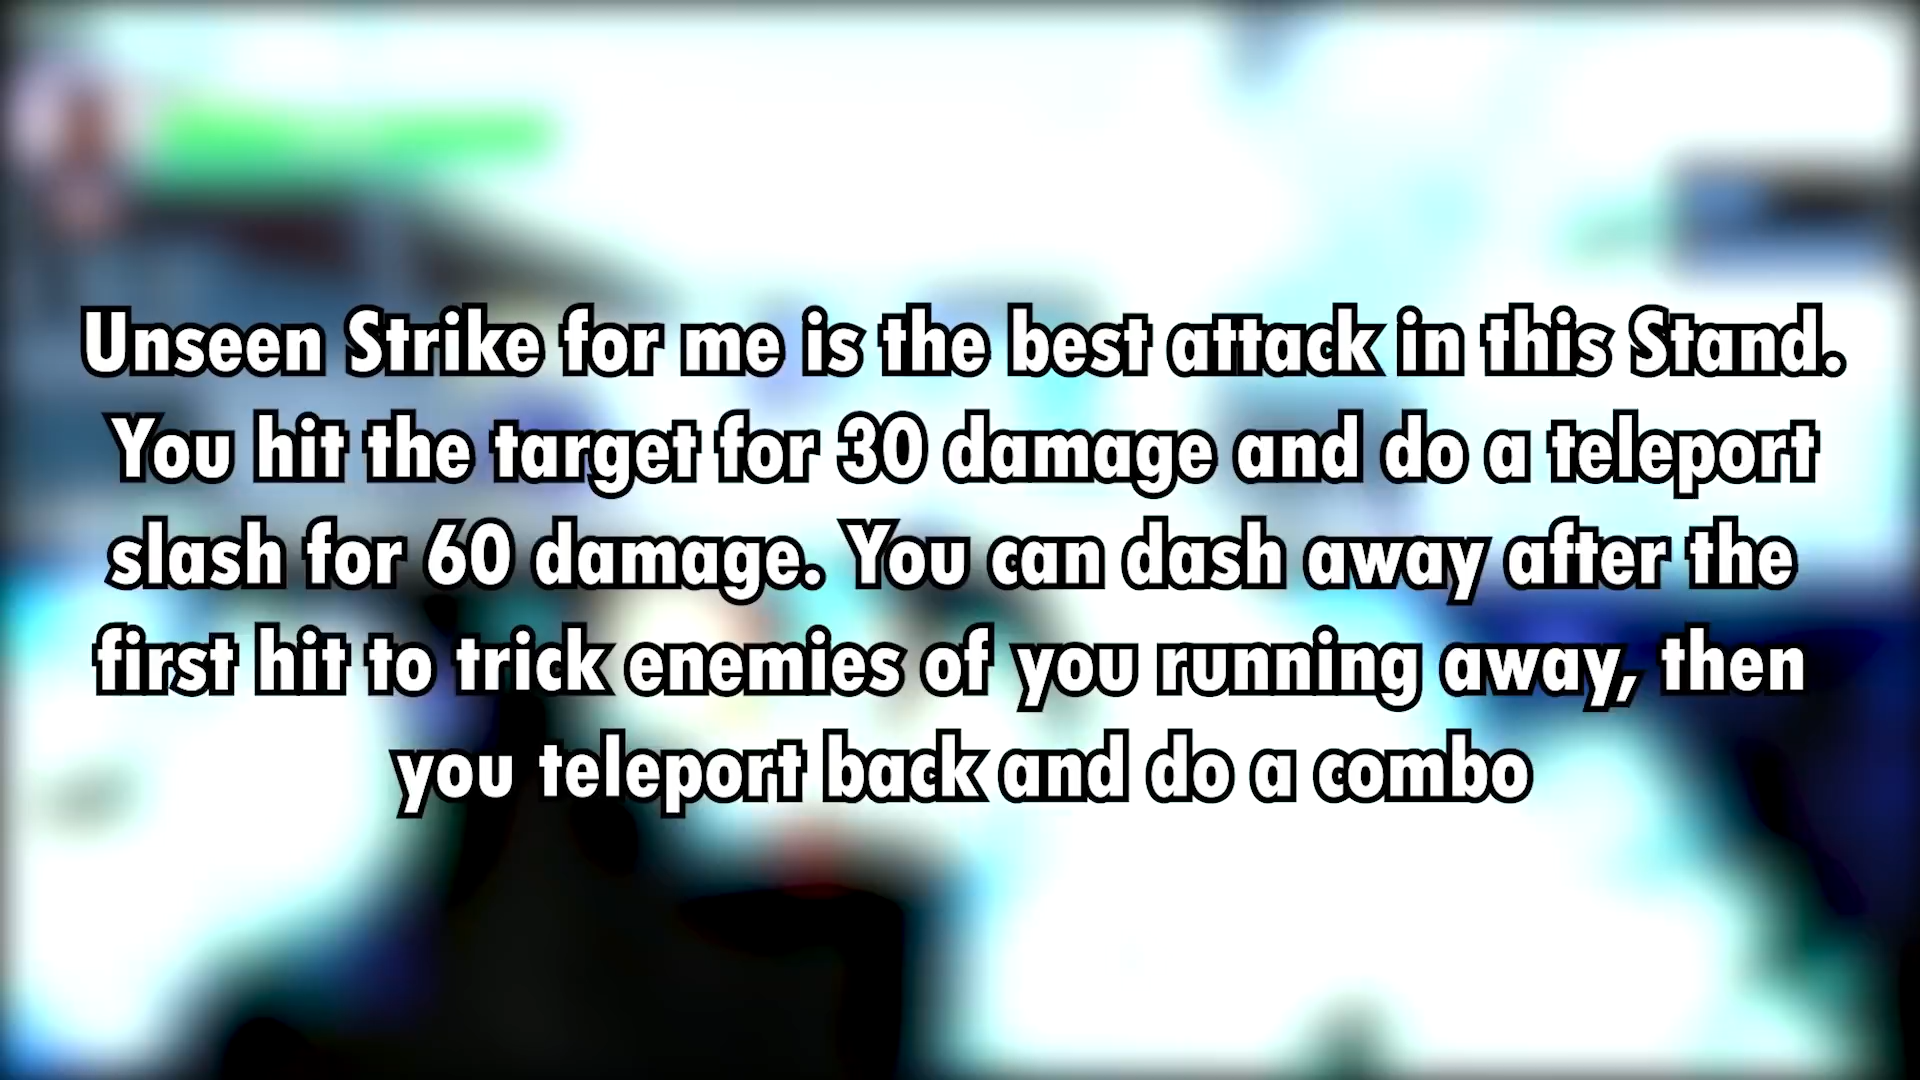 Unseen Strike for me is the best attack in this Stand.
You hit the target for 30 damage and do a teleport
slash for 60 damage. You can dash away after the
first hit to trick enemies of you running away, then
you teleport back and do a combo